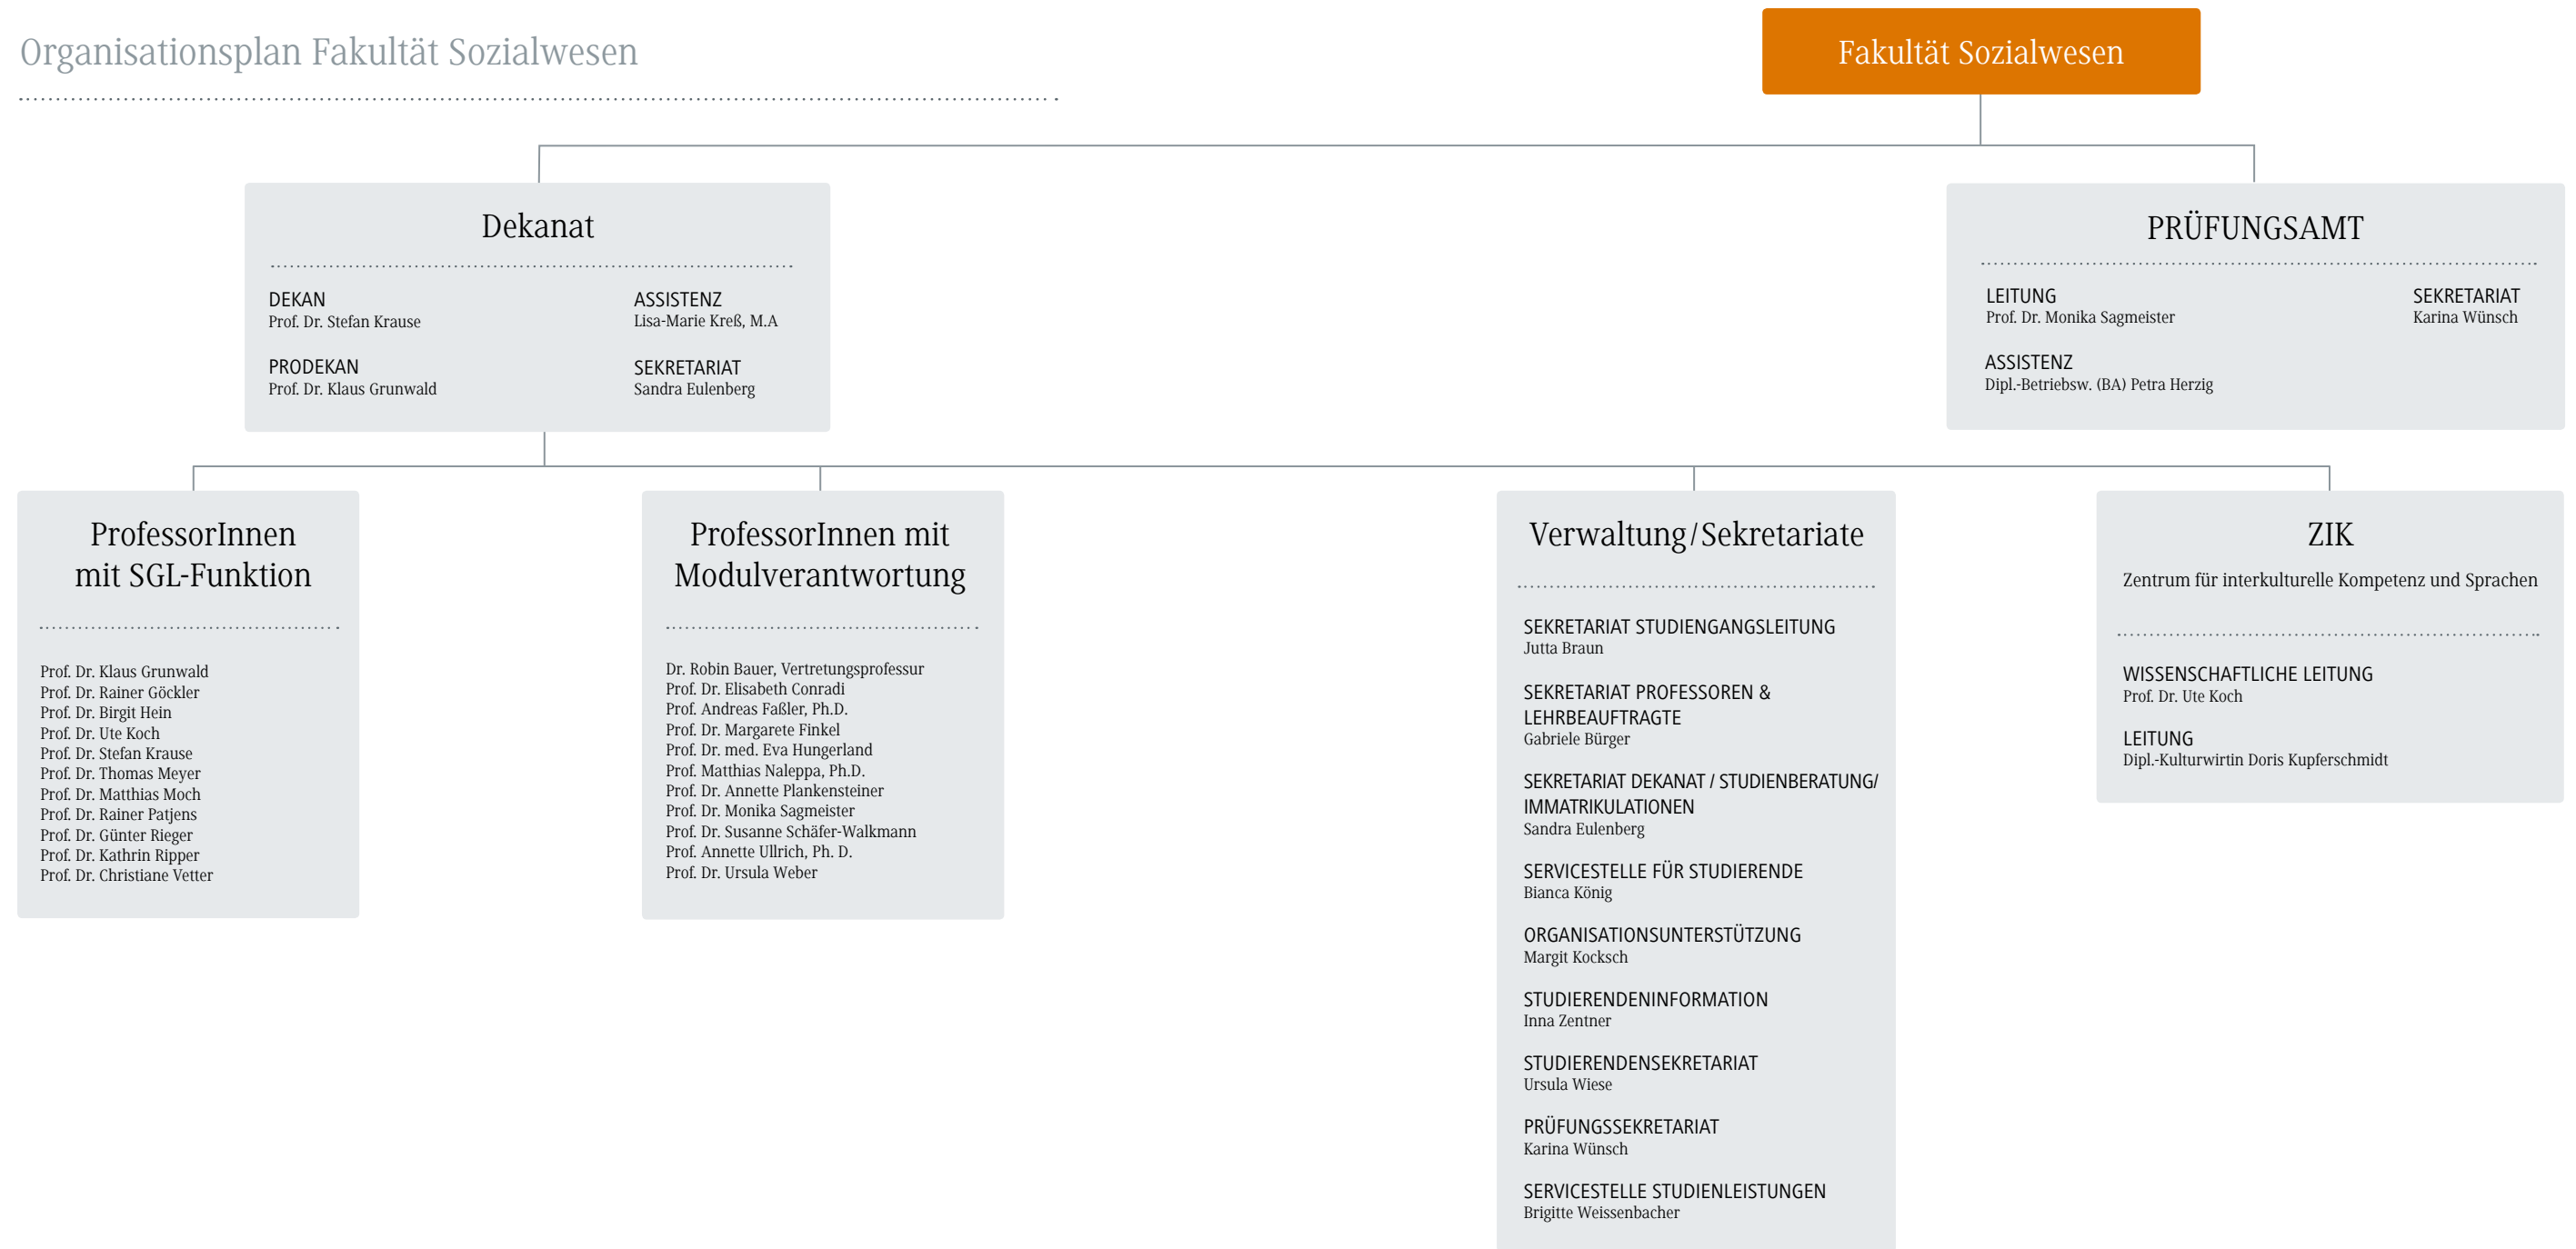 Organisationsplan Fakultät Sozialwesen
Fakultät Sozialwesen
Dekanat
DEKAN
Prof. Dr. Stefan Krause
PRODEKAN
Prof. Dr. Klaus Grunwald
ASSISTENZ
Lisa-Marie Kreß, M.A
SEKRETARIAT
Sandra Eulenberg
PRÜFUNGSAMT
LEITUNG
Prof. Dr. Monika Sagmeister
ASSISTENZ
Dipl.-Betriebsw. (BA) Petra Herzig
SEKRETARIAT
Karina Wünsch
ProfessorInnen
mit SGL-Funktion
Prof. Dr. Klaus Grunwald
Prof. Dr. Rainer Göckler
Prof. Dr. Birgit Hein
Prof. Dr. Ute Koch
Prof. Dr. Stefan Krause
Prof. Dr. Thomas Meyer
Prof. Dr. Matthias Moch
Prof. Dr. Rainer Patjens
Prof. Dr. Günter Rieger
Prof. Dr. Kathrin Ripper
Prof. Dr. Christiane Vetter
ProfessorInnen mit
Modulverantwortung
Dr. Robin Bauer, Vertretungsprofessur
Prof. Dr. Elisabeth Conradi
Prof. Andreas Faßler, Ph.D.
Prof. Dr. Margarete Finkel
Prof. Dr. med. Eva Hungerland
Prof. Matthias Naleppa, Ph.D.
Prof. Dr. Annette Plankensteiner
Prof. Dr. Monika Sagmeister
Prof. Dr. Susanne Schäfer-Walkmann
Prof. Annette Ullrich, Ph. D.
Prof. Dr. Ursula Weber
Verwaltung/Sekretariate
SEKRETARIAT STUDIENGANGSLEITUNG
Jutta Braun
SEKRETARIAT PROFESSOREN &
LEHRBEAUFTRAGTE
Gabriele Bürger
SEKRETARIAT DEKANAT / STUDIENBERATUNG/
IMMATRIKULATIONEN
Sandra Eulenberg
SERVICESTELLE FÜR STUDIERENDE
Bianca König
ORGANISATIONSUNTERSTÜTZUNG
Margit Kocksch
STUDIERENDENINFORMATION
Inna Zentner
STUDIERENDENSEKRETARIAT
Ursula Wiese
PRÜFUNGSSEKRETARIAT
Karina Wünsch
SERVICESTELLE STUDIENLEISTUNGEN
Brigitte Weissenbacher
ZIK
Zentrum für interkulturelle Kompetenz und Sprachen
WISSENSCHAFTLICHE LEITUNG
Prof. Dr. Ute Koch
LEITUNG
Dipl.-Kulturwirtin Doris Kupferschmidt